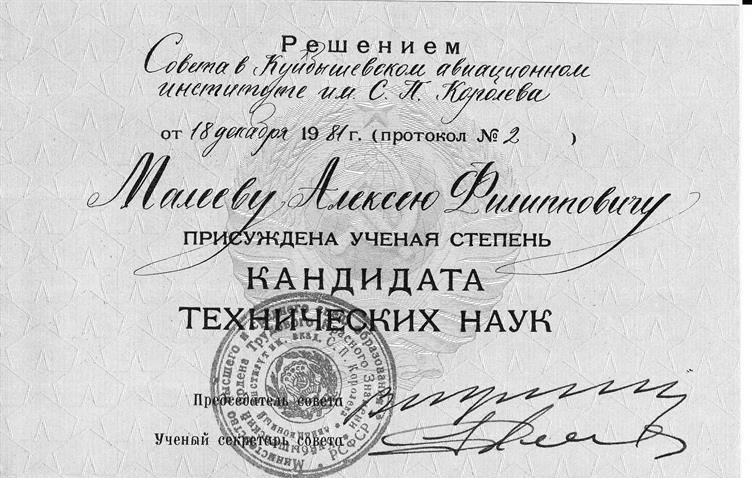 Решением
Совета в Куйбышевском авиационном
институте им. С. П. Королева
от 18 декабря 1981 г. (протокол № 2 )
Малееву Алексею Филипповичу
ПРИСУЖДЕНА УЧЕНАЯ СТЕПЕНЬ
КАНДИДАТА
ТЕХНИЧЕСКИХ НАУК
Председатель совета
Ученый секретарь совета